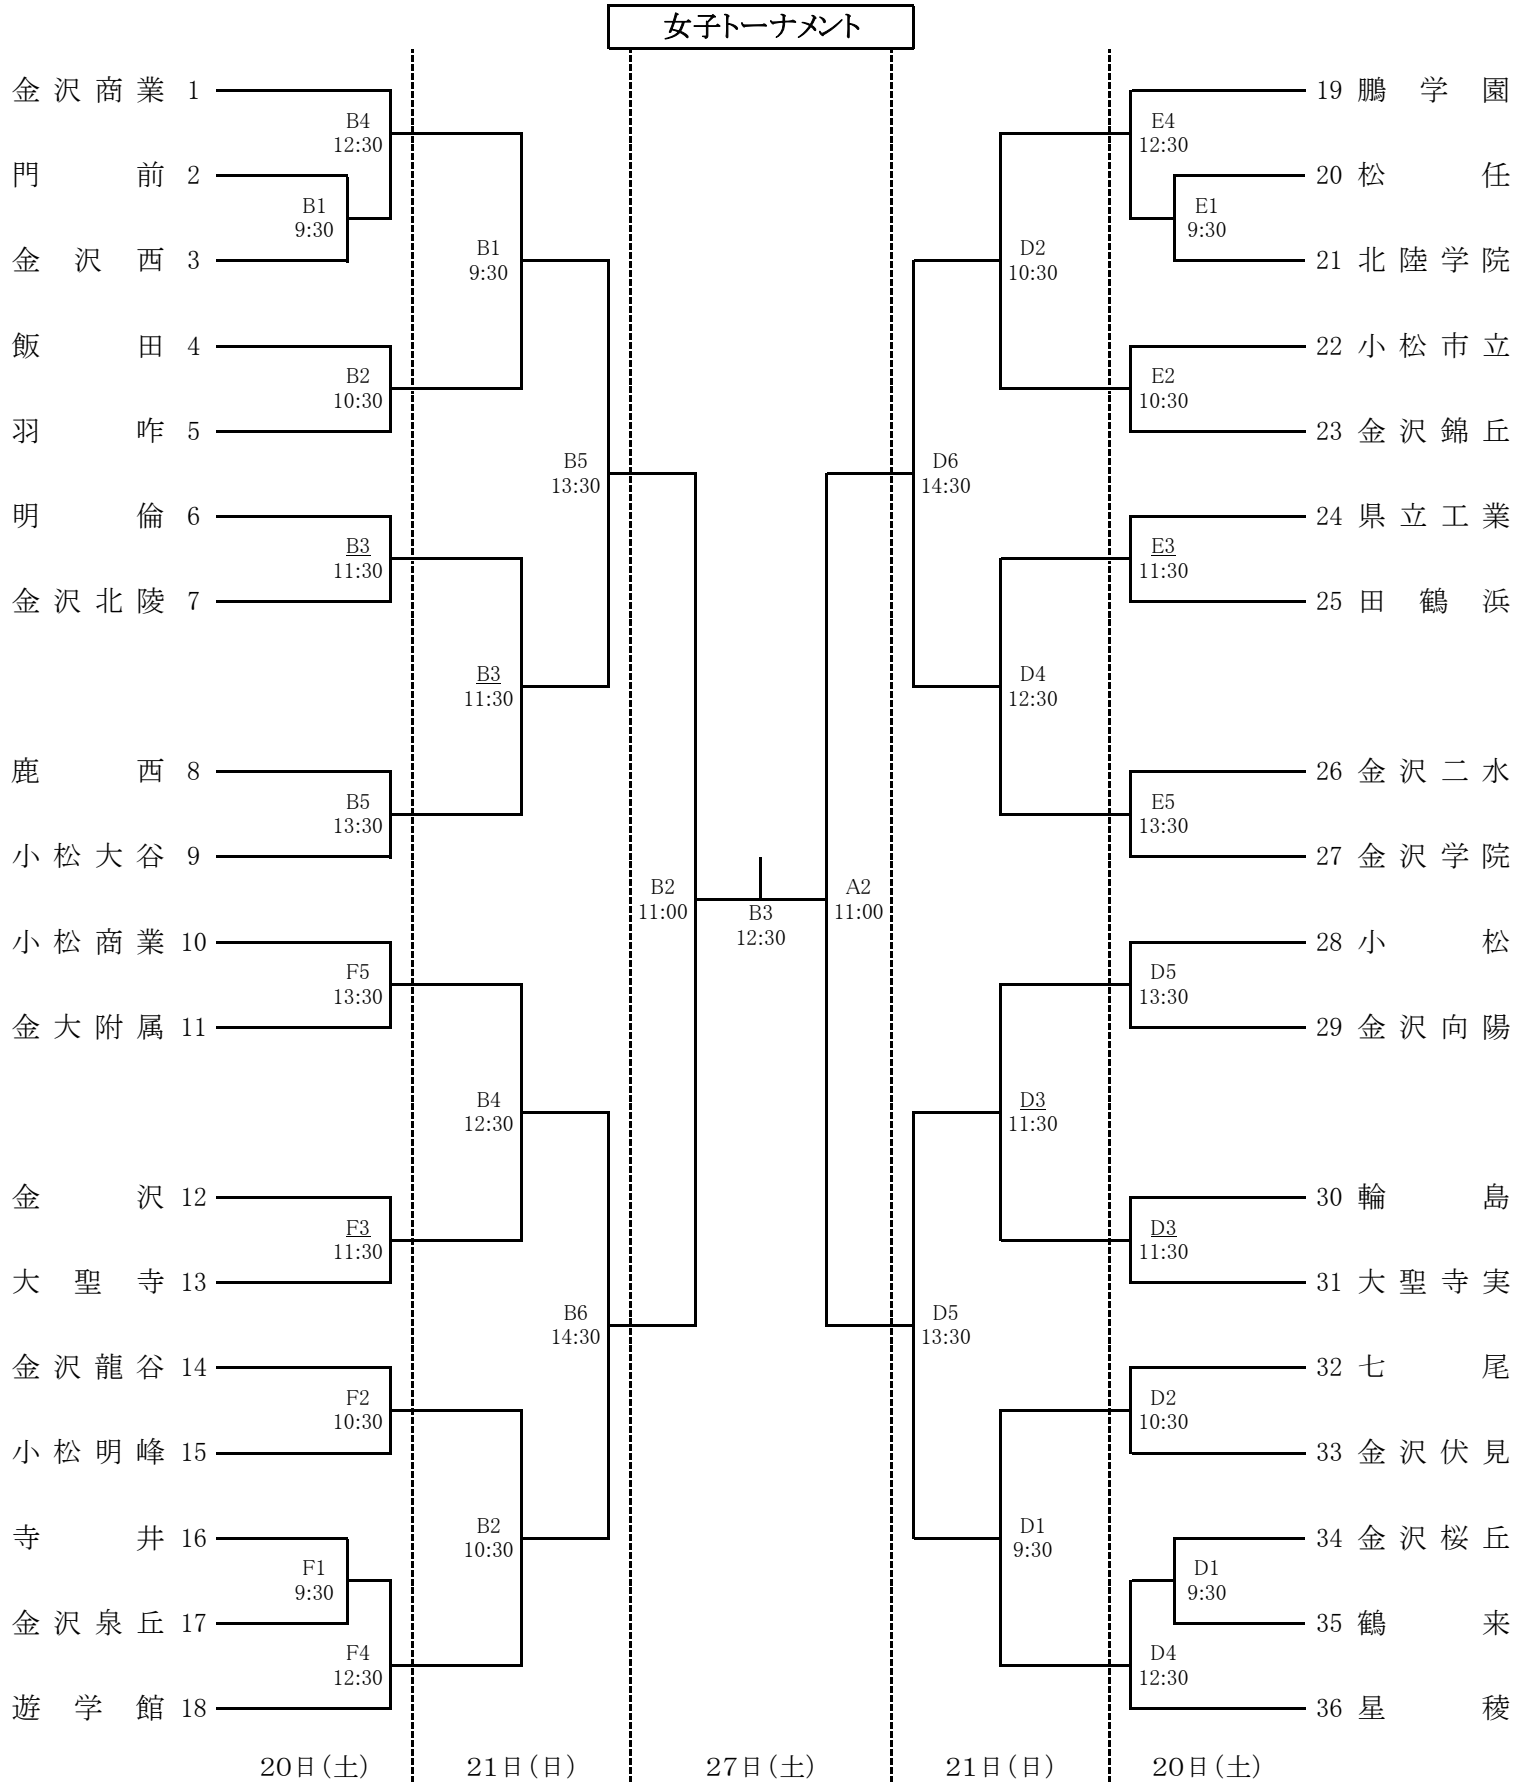 女子トーナメント
金沢商業 1
門前 2
金沢西 3
飯田 4
羽咋 5
明倫 6
金沢北陵 7
鹿西 8
小松大谷 9
小松商業 10
金大附属 11
金沢 12
大聖寺 13
金沢龍谷 14
小松明峰 15
寺井 16
金沢泉丘 17
遊学館 18
B4
12:30
B1
9:30
B2
10:30
B3
11:30
B5
13:30
F5
13:30
F3
11:30
F2
10:30
F1
9:30
F4
12:30
B1
9:30
B3
11:30
B4
12:30
B2
10:30
B5
13:30
B6
14:30
B2
11:00
B3
12:30
A2
11:00
D6
14:30
D5
13:30
D2
10:30
D4
12:30
D3
11:30
D1
9:30
E4
12:30
E1
9:30
E2
10:30
E3
11:30
E5
13:30
D5
13:30
D3
11:30
D2
10:30
D1
9:30
D4
12:30
19 鵬学園
20 松任
21 北陸学院
22 小松市立
23 金沢錦丘
24 県立工業
25 田鶴浜
26 金沢二水
27 金沢学院
28 小松
29 金沢向陽
30 輪島
31 大聖寺実
32 七尾
33 金沢伏見
34 金沢桜丘
35 鶴来
36 星稜
20日(土) 21日(日) 27日(土) 21日(日) 20日(土)